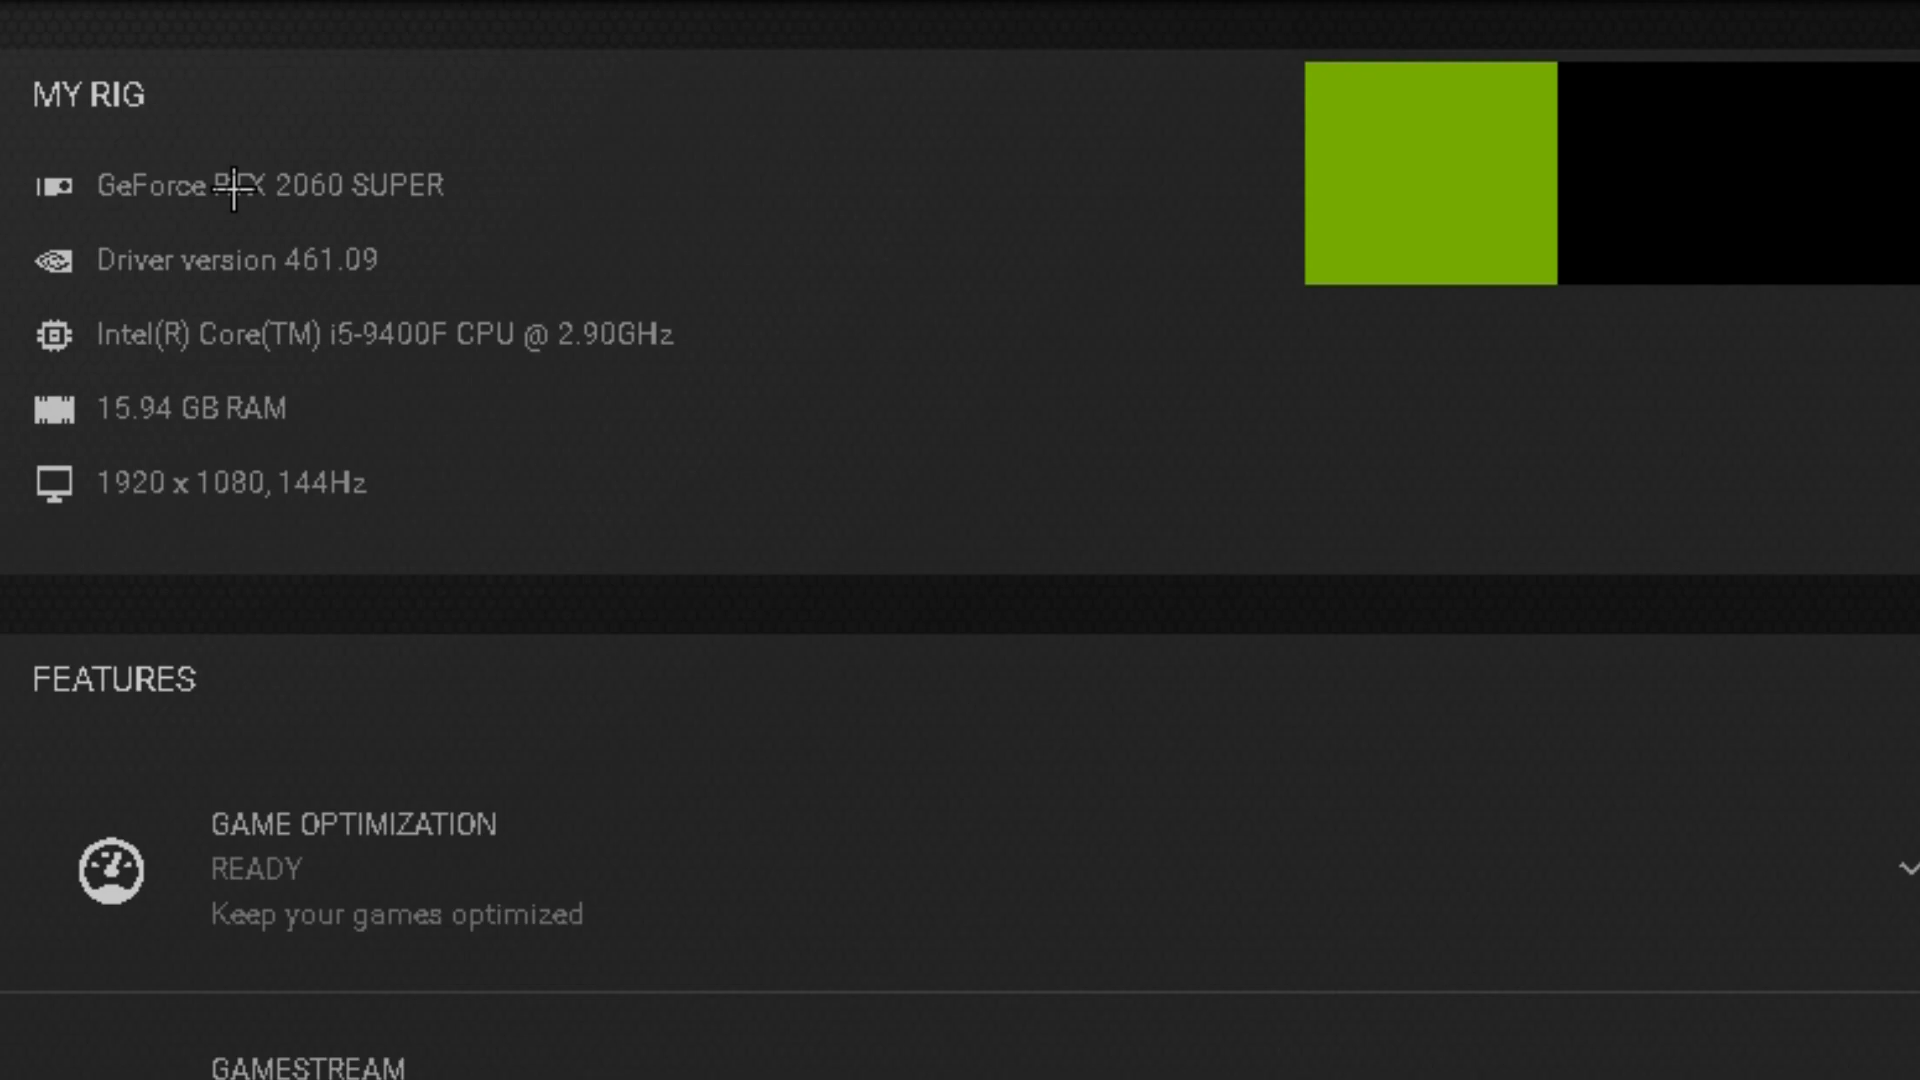 MY RIG
GeForce RTX 2060 SUPER
Driver version 461.09
Intel(R) Core(TM) i5-9400F CPU @ 2.90GHz
15.94 GB RAM
1920 x 1080, 144Hz
FEATURES
GAME OPTIMIZATION
READY
Keep your games optimized
GAMESTREAM